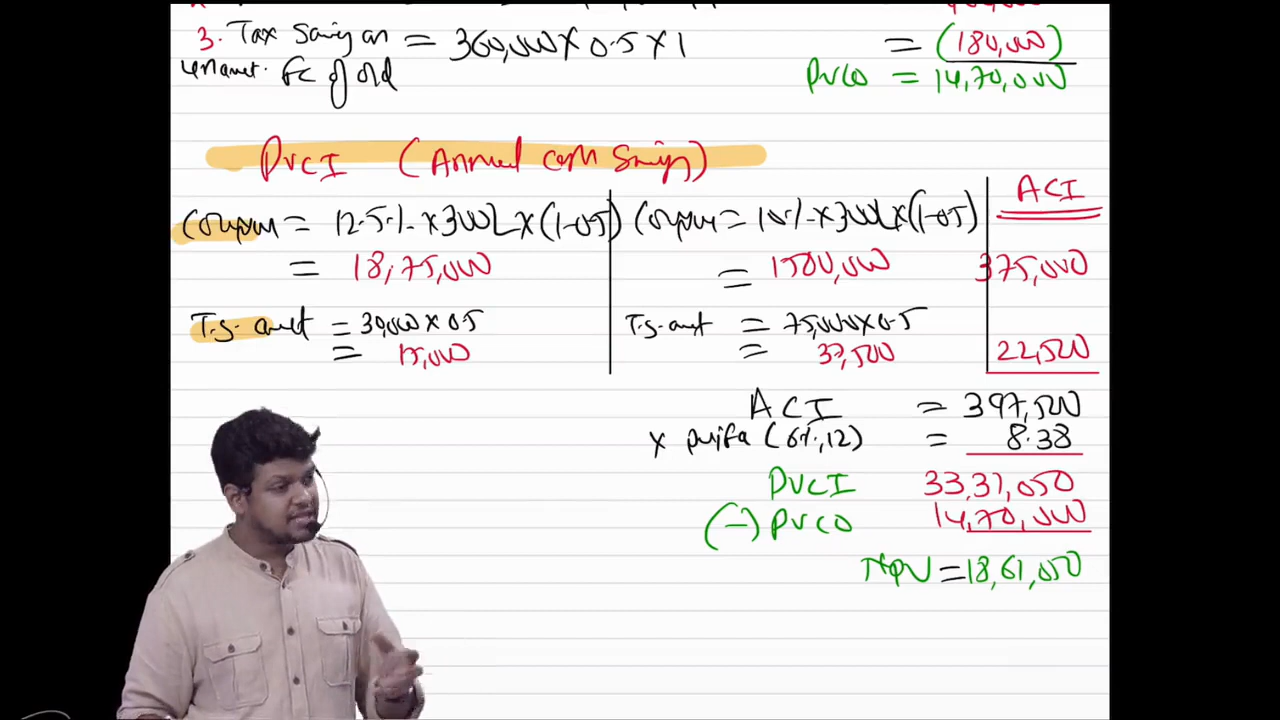 3. Tax Saving on = 360,000 X 0.5 X 1 = (180,000)
unamort. FC of old
PVCO = 14,70,000
PVCI (Annual Cash Savings)
ACI
Coupon = 12.5% X 300L X (1-0.5) Coupon = 10% X 300L X (1-0.5)
= 18,75,000 = 1500,000 375,000
T.S. amort = 30,000 X 0.5 T.S. amort = 75,000 X 0.5
= 15,000 = 37,500 22,500
ACI = 397,500
X pvifa (6%, 12) = 8.38
PVCI 33,31,050
(-) PVCO 14,70,000
NPV = 18,61,050